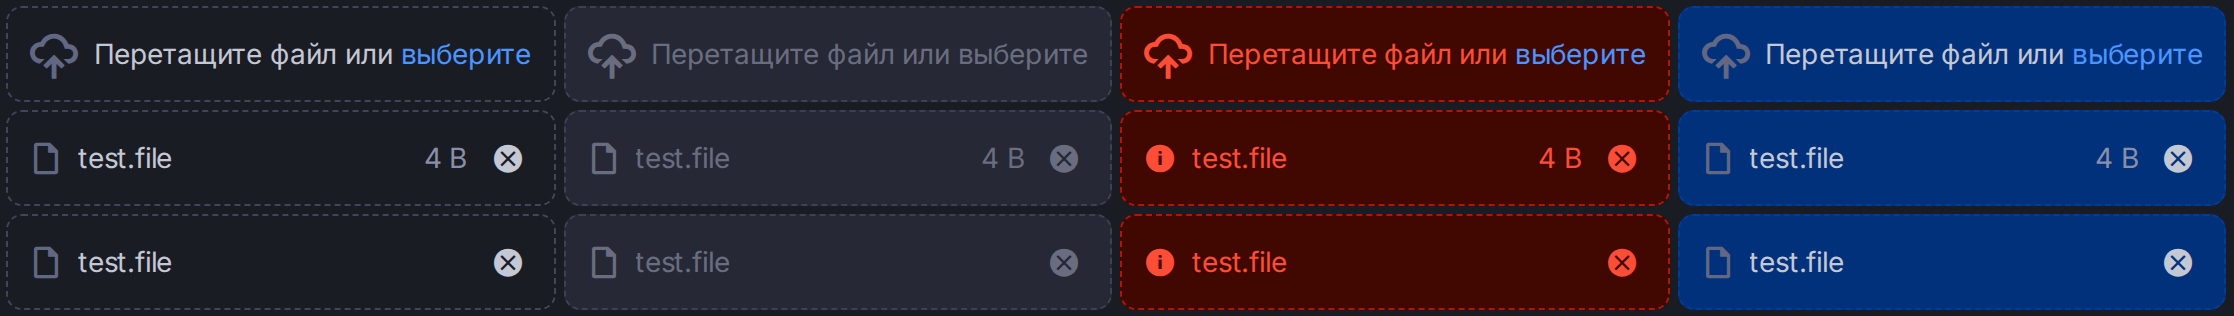 Перетащите файл или выберите Перетащите файл или выберите Перетащите файл или выберите Перетащите файл или выберите
test.file 4 B test.file 4 B test.file 4 B test.file 4 B
test.file test.file test.file test.file